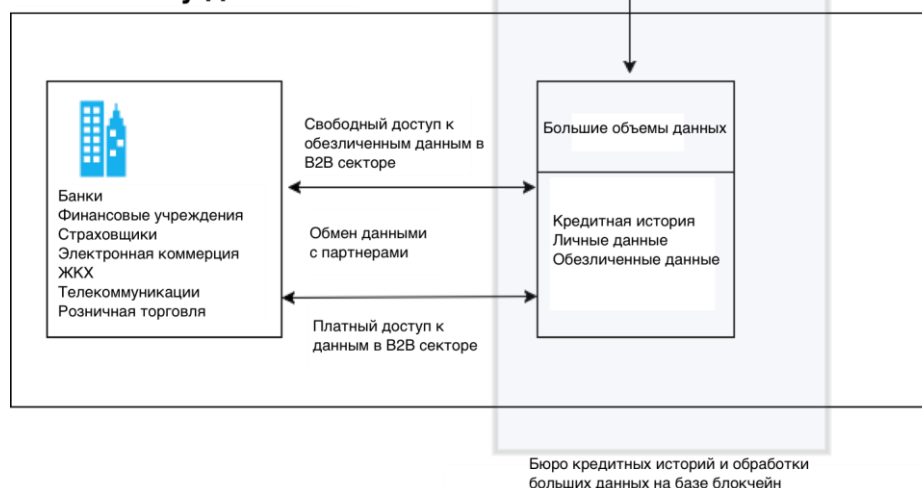 Большие объемы данных
Свободный доступ к
обезличенным данным в
B2B секторе
Банки
Финансовые учреждения
Страховщики
Электронная коммерция
ЖКХ
Телекоммуникации
Розничная торговля
Обмен данными
с партнерами
Кредитная история
Личные данные
Обезличенные данные
Платный доступ к
данным в B2B секторе
Бюро кредитных историй и обработки
больших данных на базе блокчейн